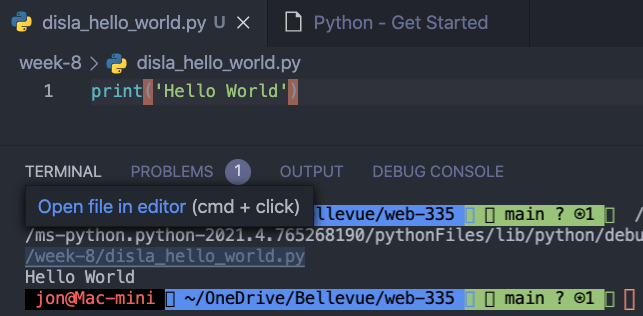 disla_hello_world.py U × Python - Get Started
week-8 > disla_hello_world.py
1 print('Hello World')
TERMINAL PROBLEMS 1 OUTPUT DEBUG CONSOLE
Open file in editor (cmd + click)
llevue/web-335 main ? ⊙1 /
/ms-python.python-2021.4.765268190/pythonFiles/lib/python/debu
/week-8/disla_hello_world.py
Hello World
jon@Mac-mini ~/OneDrive/Bellevue/web-335 main ? ⊙1